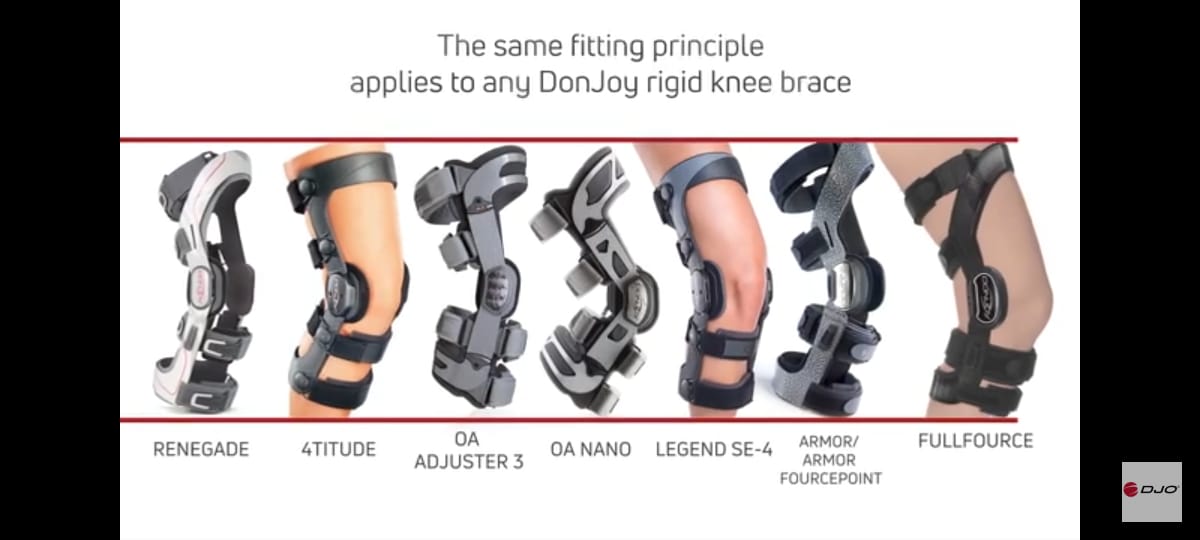 The same fitting principle
applies to any DonJoy rigid knee brace
RENEGADE
4TITUDE
OA
ADJUSTER 3
OA NANO
LEGEND SE-4
ARMOR/
ARMOR
FOURCEPOINT
FULLFOURCE
DJO